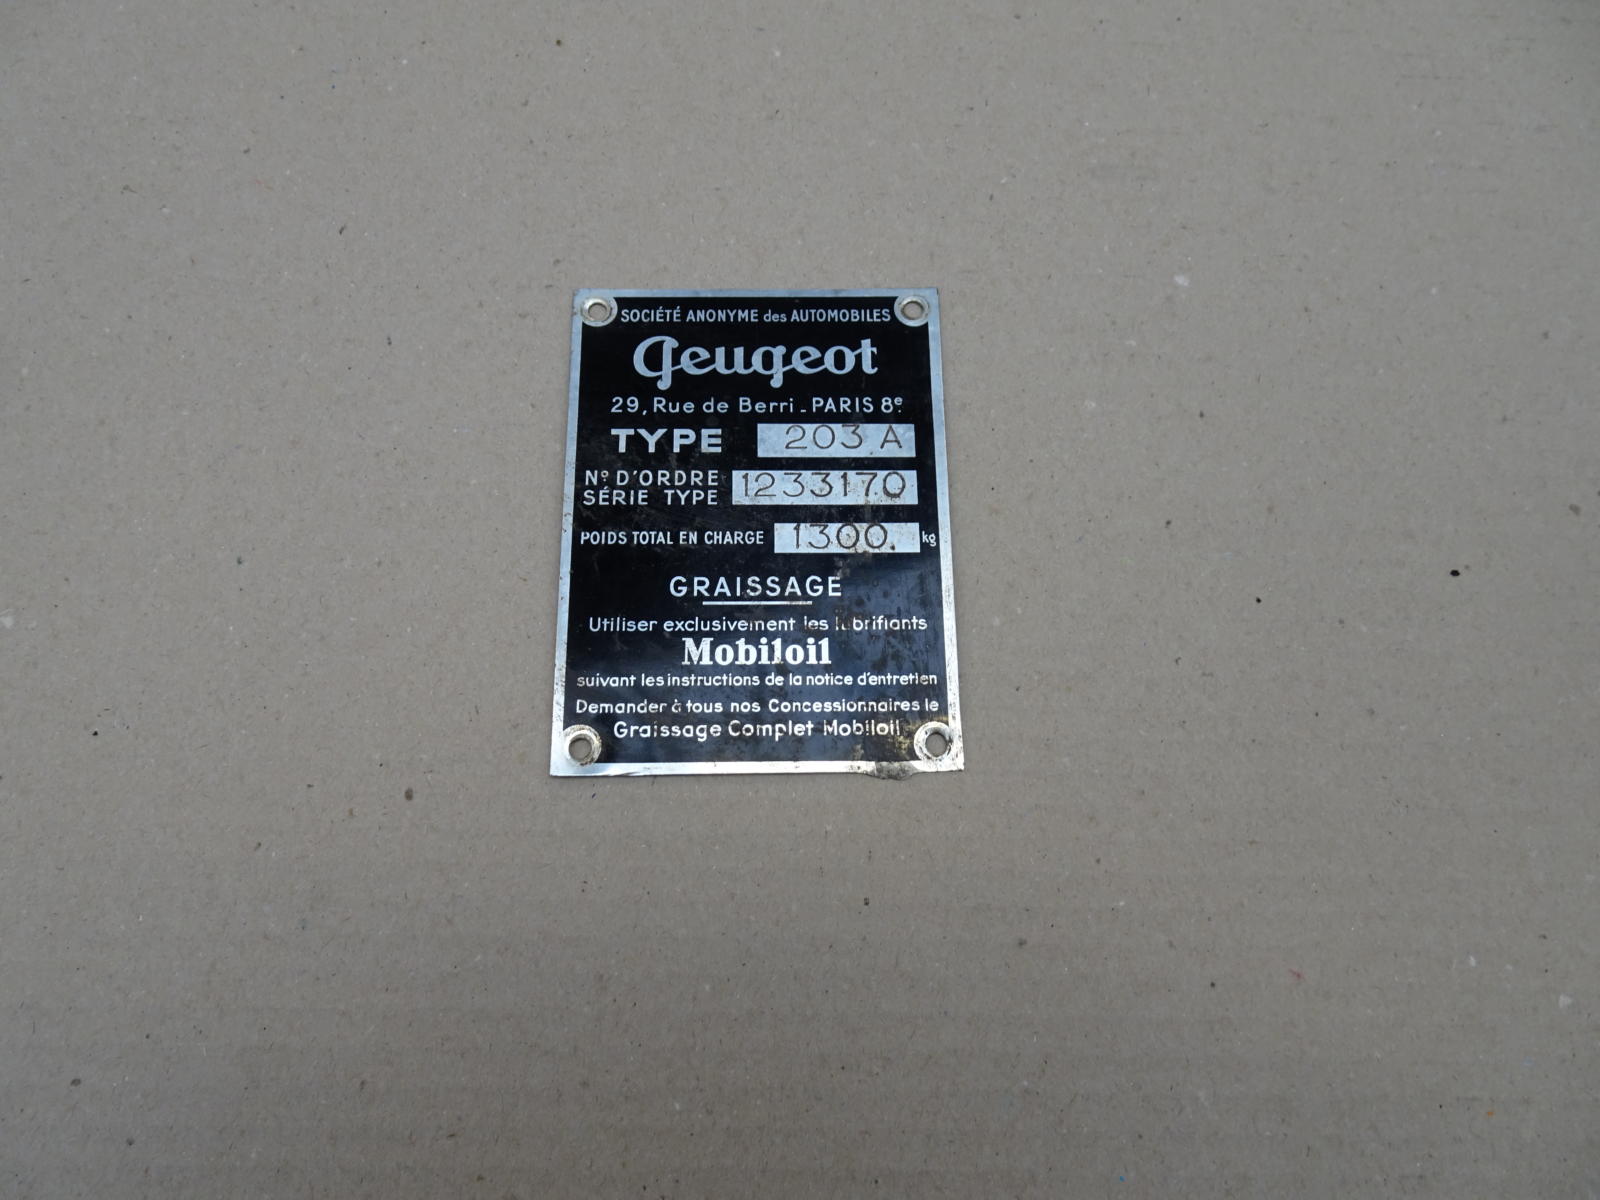 SOCIÉTÉ ANONYME des AUTOMOBILES
Peugeot
29, Rue de Berri - PARIS 8e.
TYPE 203 A
No D'ORDRE
SÉRIE TYPE 1233170
POIDS TOTAL EN CHARGE 1300 kg
GRAISSAGE
Utiliser exclusivement les lubrifiants
Mobiloil
suivant les instructions de la notice d'entretien
Demander à tous nos Concessionnaires le
Graissage Complet Mobiloil